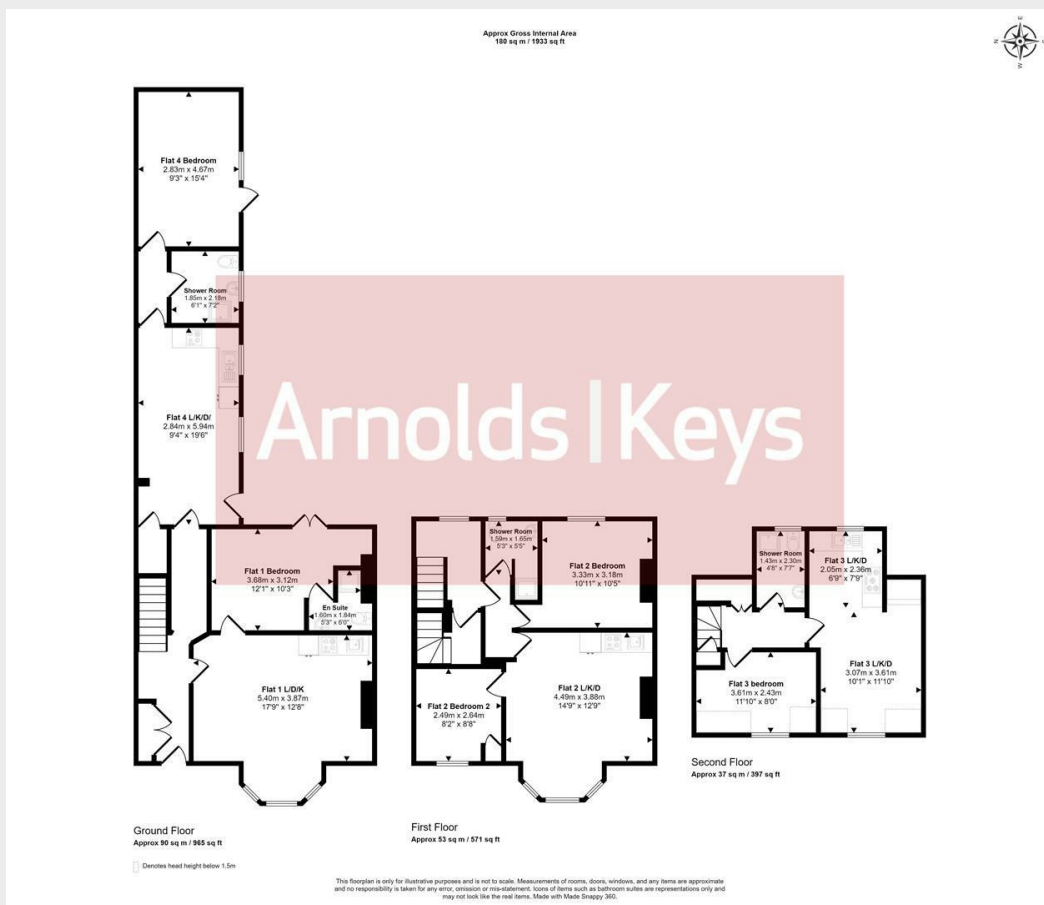 Approx Gross Internal Area
180 sq m / 1933 sq ft
E
N
W
Flat 4 Bedroom
2.83m x 4.67m
9'3" x 15'4"
Shower Room
1.85m x 2.18m
6'1" x 7'2"
Flat 4 L/K/D/
2.84m x 5.94m
9'4" x 19'6"
Arnolds|Keys
Flat 1 Bedroom
3.68m x 3.12m
12'1" x 10'3"
En Suite
1.60m x 1.84m
5'3" x 6'0"
Flat 1 L/D/K
5.40m x 3.87m
17'9" x 12'8"
Shower Room
1.59m x 1.65m
5'3" x 5'5"
Flat 2 Bedroom
3.33m x 3.18m
10'11" x 10'5"
Flat 2 L/K/D
4.49m x 3.88m
14'9" x 12'9"
Flat 2 Bedroom 2
2.49m x 2.64m
8'2" x 8'8"
Shower Room
1.43m x 2.30m
4'8" x 7'7"
Flat 3 L/K/D
2.05m x 2.36m
6'9" x 7'9"
Flat 3 L/K/D
3.07m x 3.61m
10'1" x 11'10"
Flat 3 bedroom
3.61m x 2.43m
11'10" x 8'0"
Second Floor
Approx 37 sq m / 397 sq ft
Ground Floor
Approx 90 sq m / 965 sq ft
First Floor
Approx 53 sq m / 571 sq ft
Denotes head height below 1.5m
This floorplan is only for illustrative purposes and is not to scale. Measurements of rooms, doors, windows, and any items are approximate
and no responsibility is taken for any error, omission or mis-statement. Icons of items such as bathroom suites are representations only and
may not look like the real items. Made with Made Snappy 360.